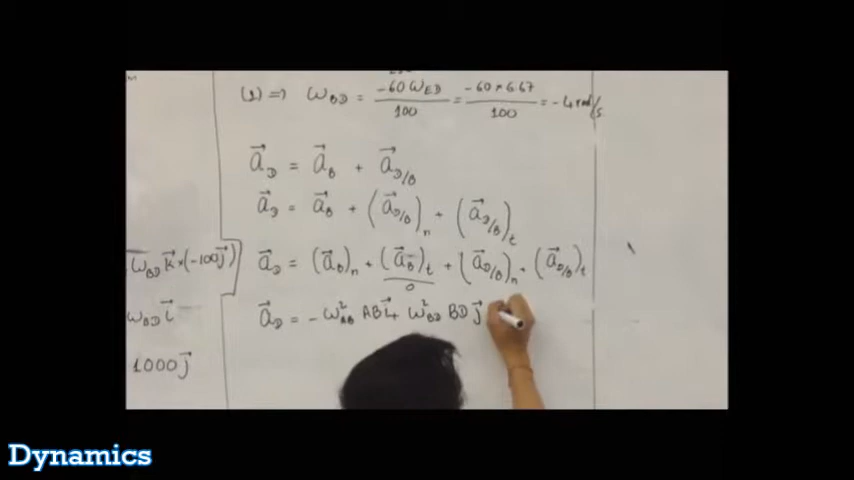 (2) ⇒ ω_BD = -60 ω_ED / 100 = -60 × 6.67 / 100 = -4 rad/s
a⃗_D = a⃗_B + a⃗_D/B
a⃗_D = a⃗_B + (a⃗_D/B)_n + (a⃗_D/B)_t
ω_BD k⃗ × (-100 j⃗)
a⃗_D = (a⃗_B)_n + (a⃗_B)_t + (a⃗_D/B)_n + (a⃗_D/B)_t
0
ω_BD i⃗
a⃗_D = - ω²_AB AB i⃗ + ω²_BD BD j⃗
1000 j⃗
Dynamics